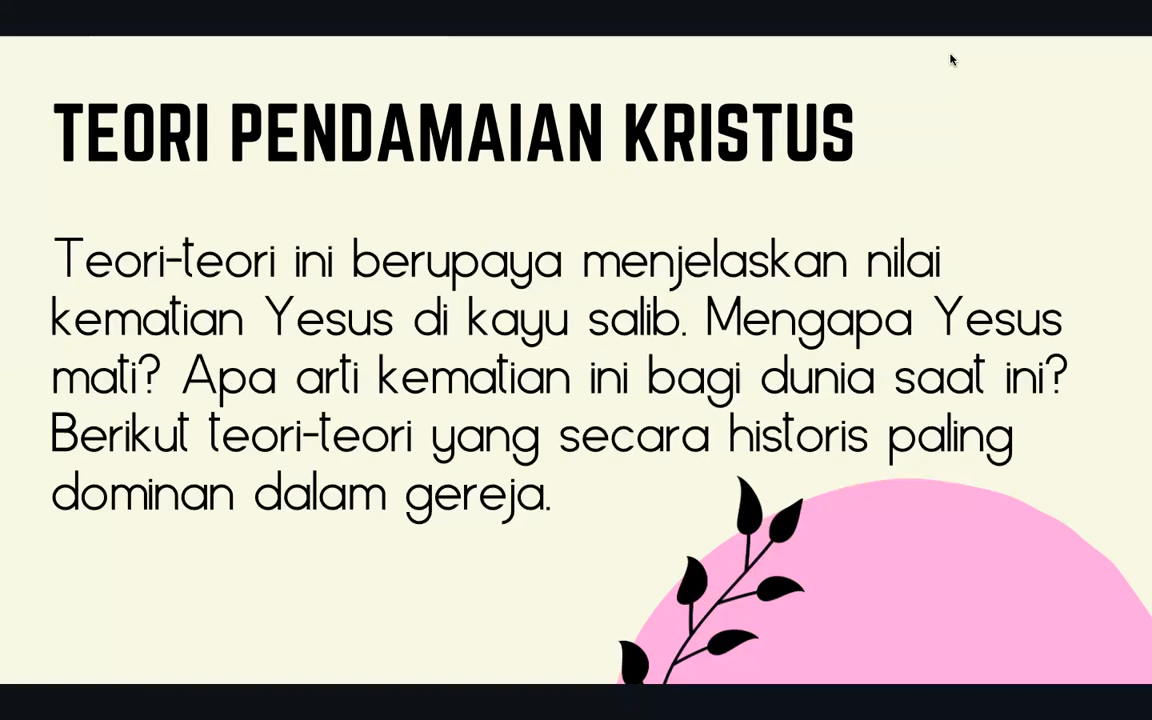 TEORI PENDAMAIAN KRISTUS
Teori-teori ini berupaya menjelaskan nilai
kematian Yesus di kayu salib. Mengapa Yesus
mati? Apa arti kematian ini bagi dunia saat ini?
Berikut teori-teori yang secara historis paling
dominan dalam gereja.